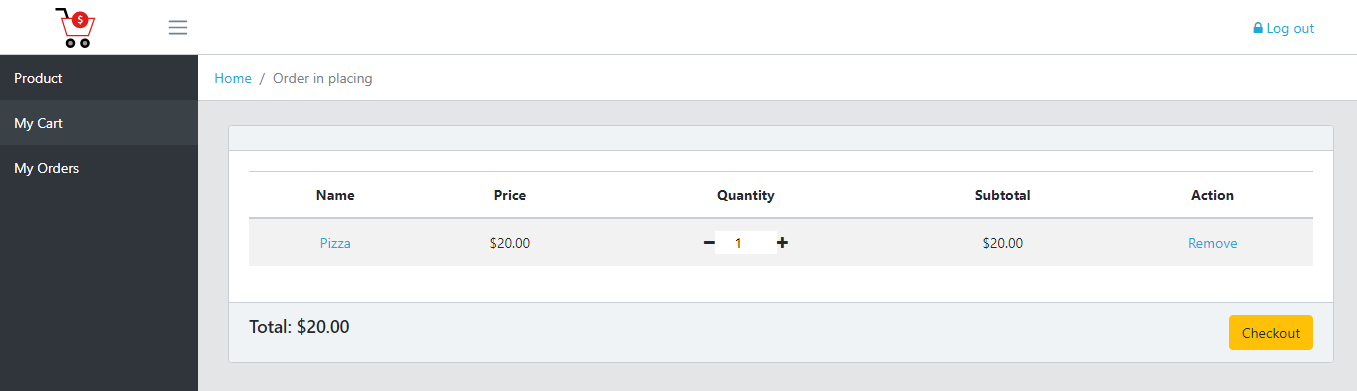 $
Log out
Product
Home / Order in placing
My Cart
My Orders
Name Price Quantity Subtotal Action
Pizza $20.00 − 1 + $20.00 Remove
Total: $20.00
Checkout